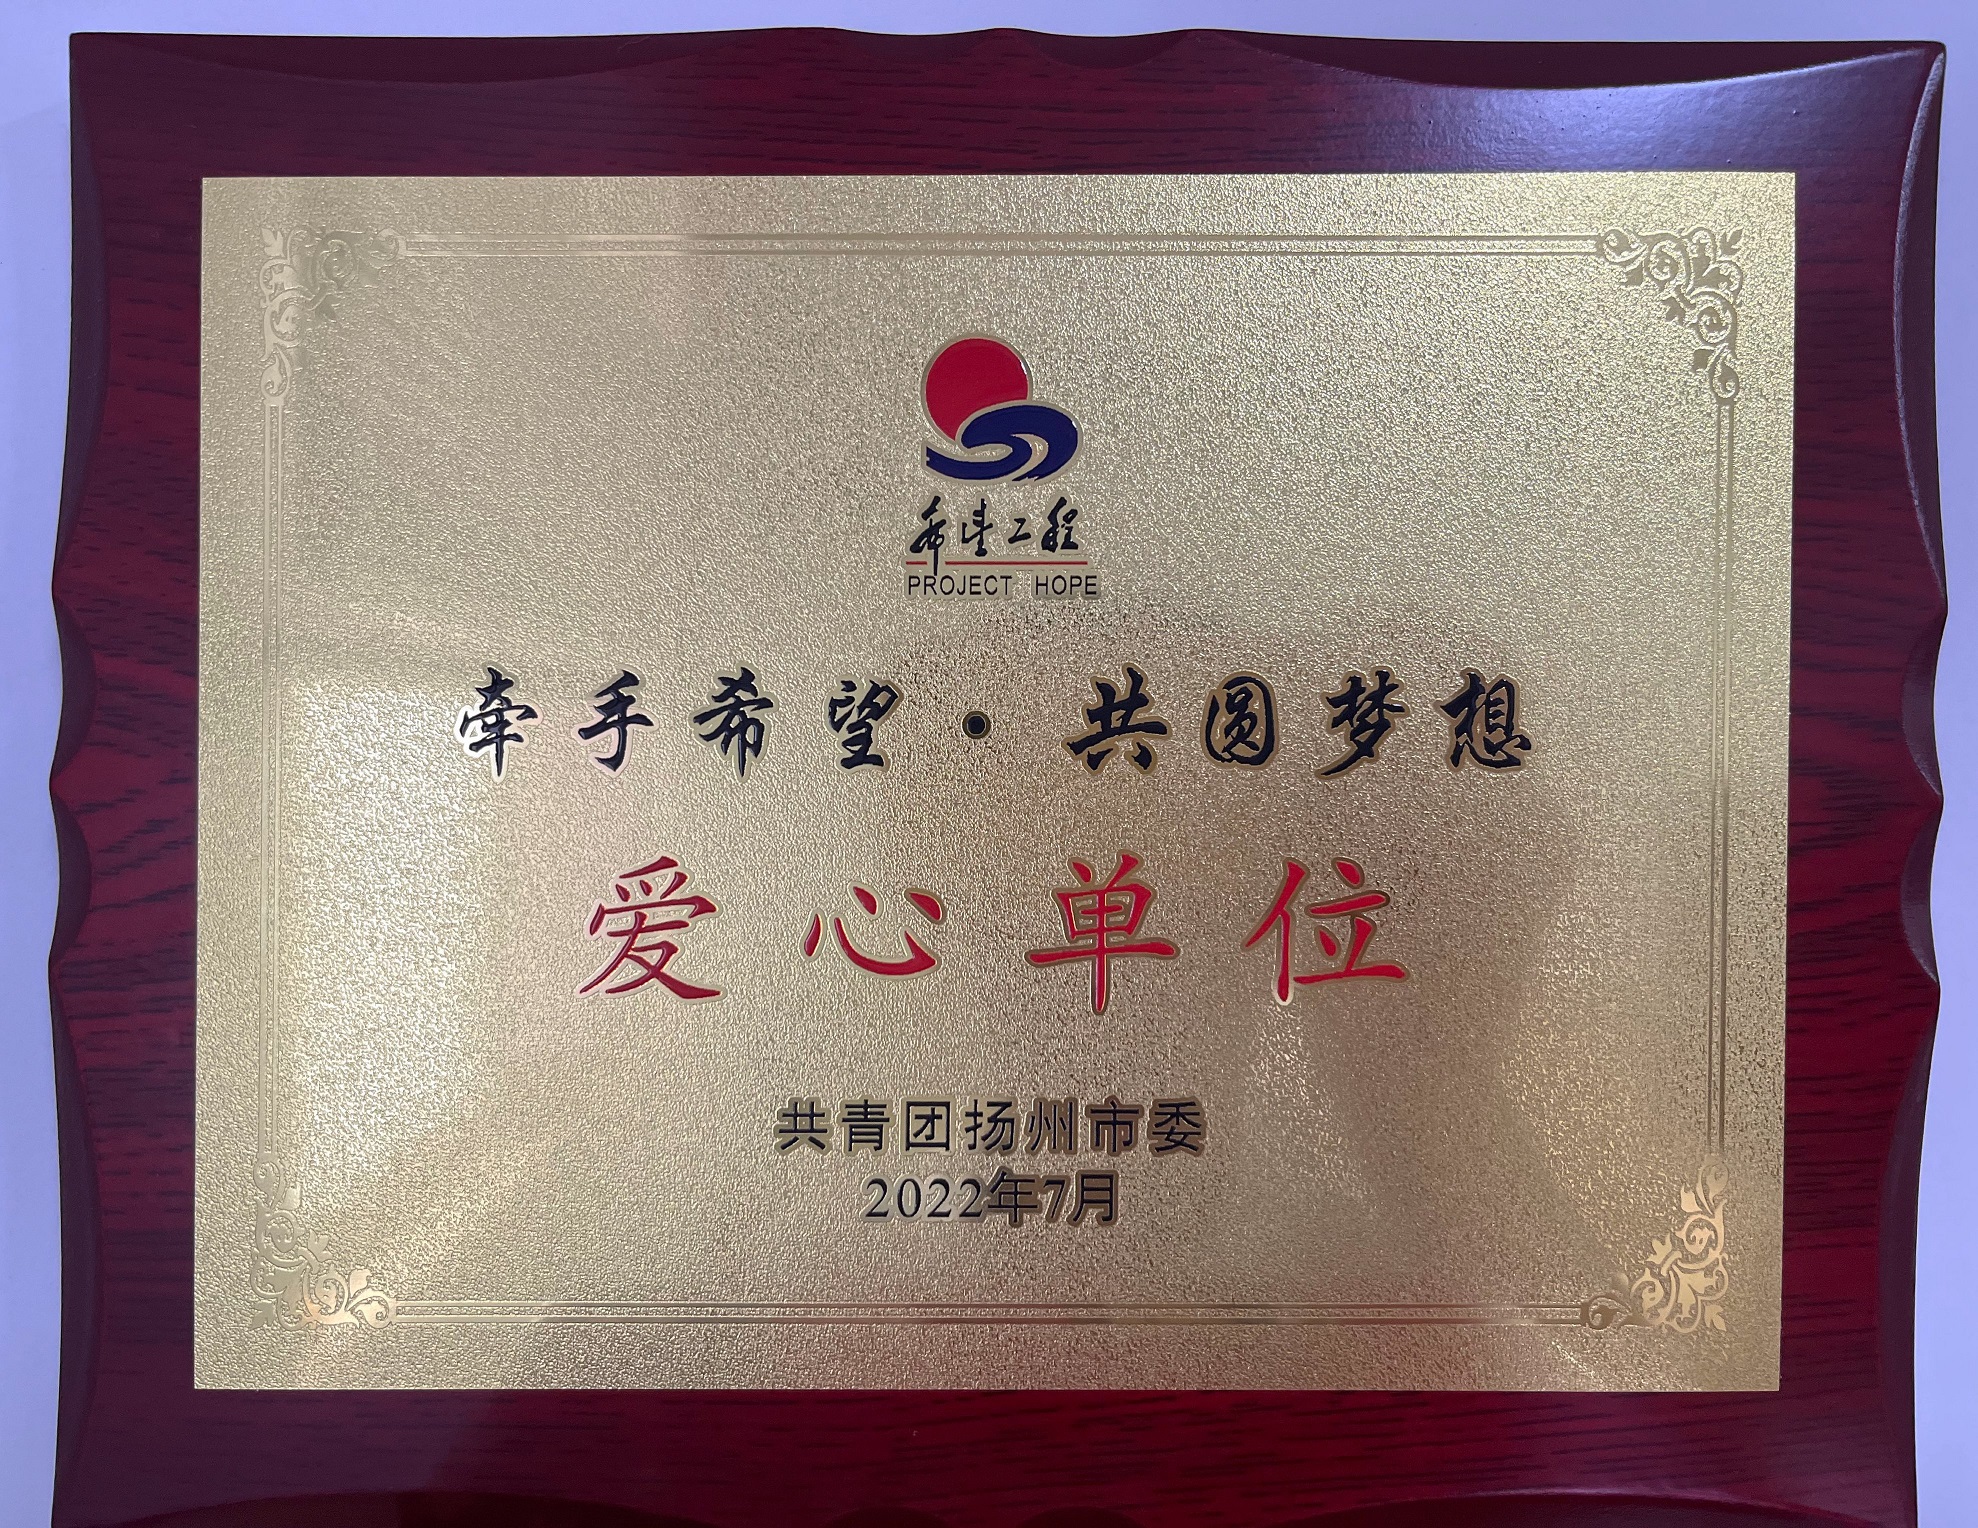 希望工程
PROJECT HOPE
牵手希望·共圆梦想
爱心单位
共青团扬州市委
2022年7月